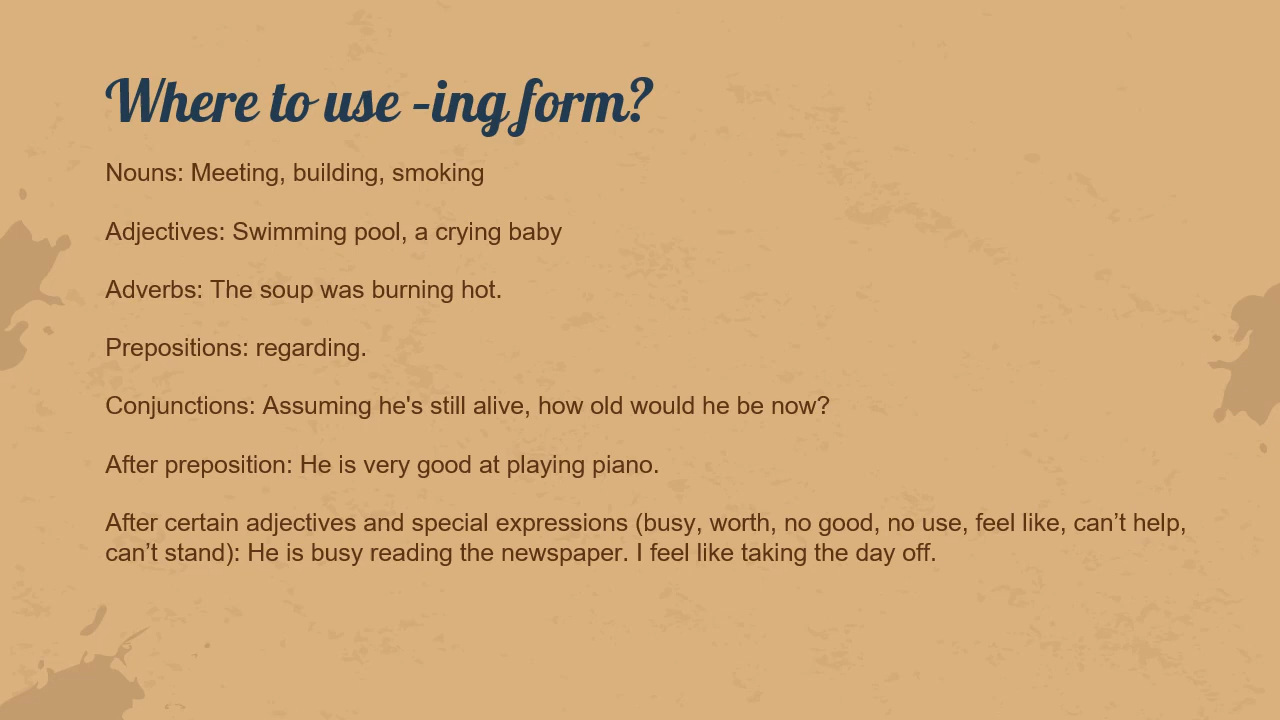 Where to use -ing form?
Nouns: Meeting, building, smoking
Adjectives: Swimming pool, a crying baby
Adverbs: The soup was burning hot.
Prepositions: regarding.
Conjunctions: Assuming he's still alive, how old would he be now?
After preposition: He is very good at playing piano.
After certain adjectives and special expressions (busy, worth, no good, no use, feel like, can’t help,
can’t stand): He is busy reading the newspaper. I feel like taking the day off.